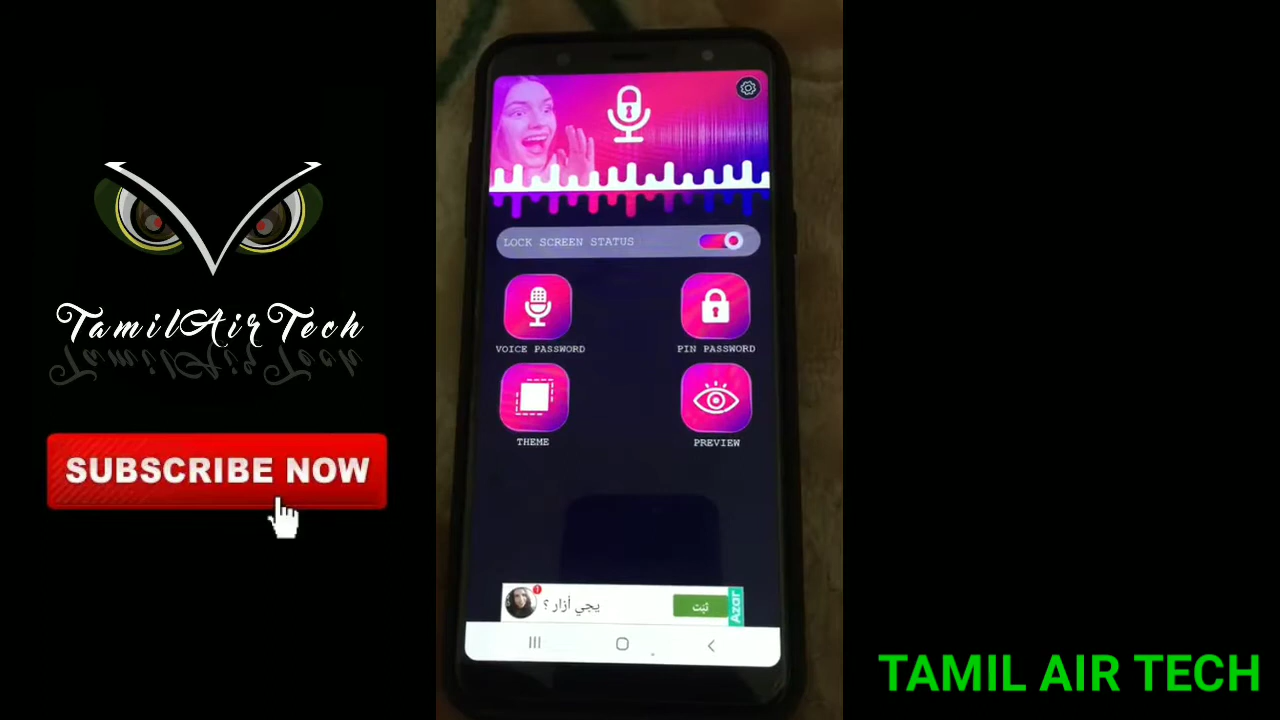 TamilAirTech
SUBSCRIBE NOW
LOCK SCREEN STATUS
VOICE PASSWORD
PIN PASSWORD
THEME
PREVIEW
1
يجي أزار ؟
ثبت
Azar
TAMIL AIR TECH